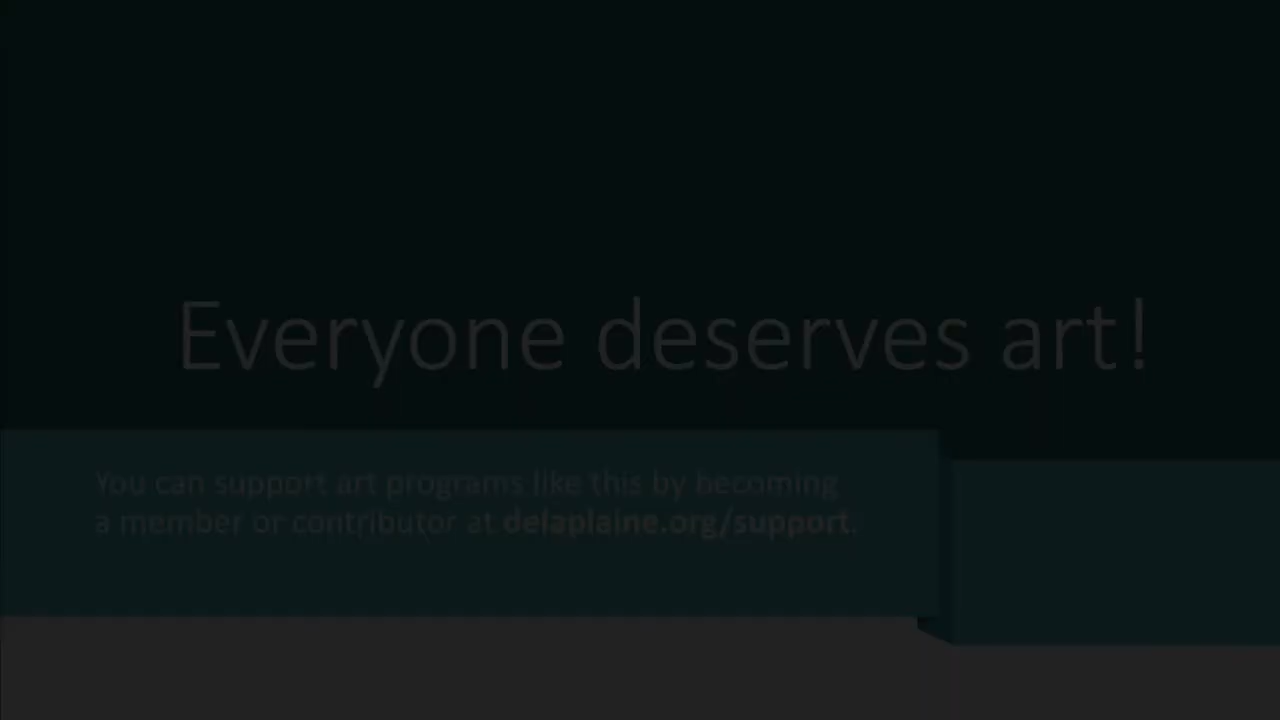 Everyone deserves art!
You can support art programs like this by becoming
a member or contributor at delaplaine.org/support.